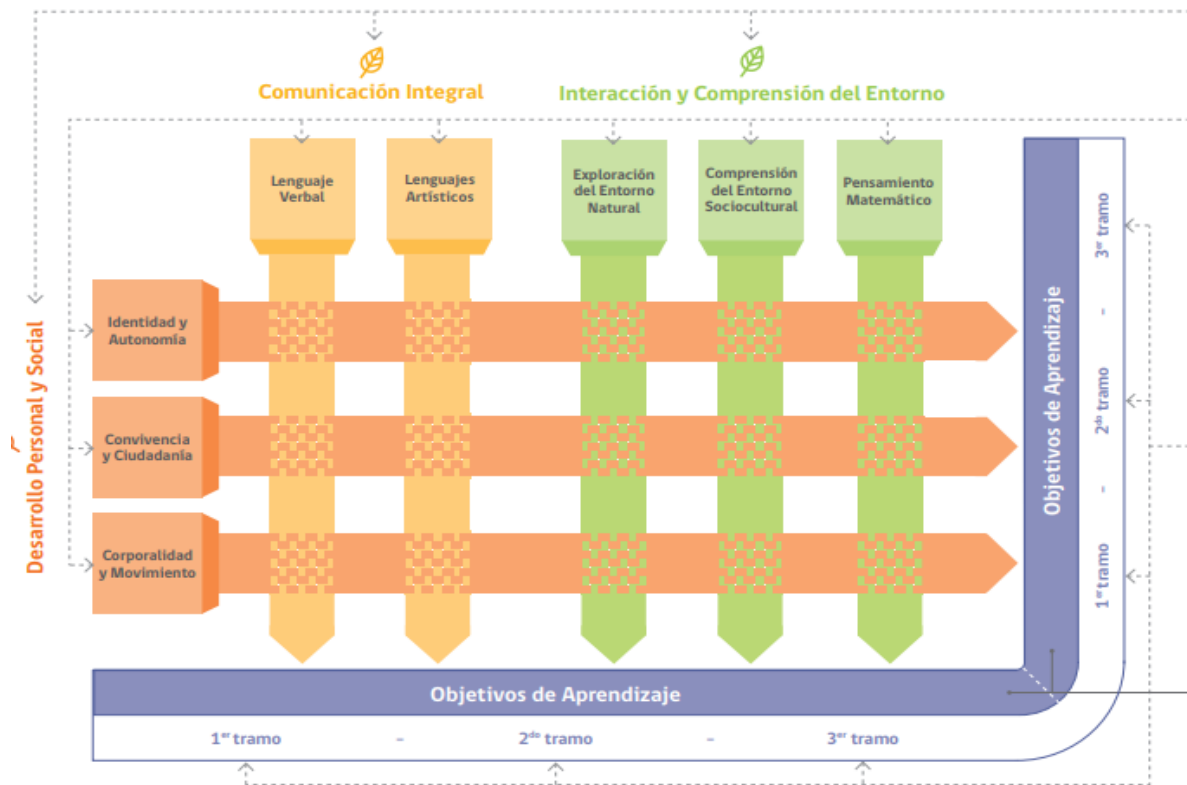 Comunicación Integral
Interacción y Comprensión del Entorno
Lenguaje
Verbal
Lenguajes
Artísticos
Exploración
del Entorno
Natural
Comprensión
del Entorno
Sociocultural
Pensamiento
Matemático
Desarrollo Personal y Social
Identidad y
Autonomía
Convivencia
y Ciudadanía
Corporalidad
y Movimiento
Objetivos de Aprendizaje
3er tramo
–
2do tramo
–
1er tramo
Objetivos de Aprendizaje
1er tramo – 2do tramo – 3er tramo